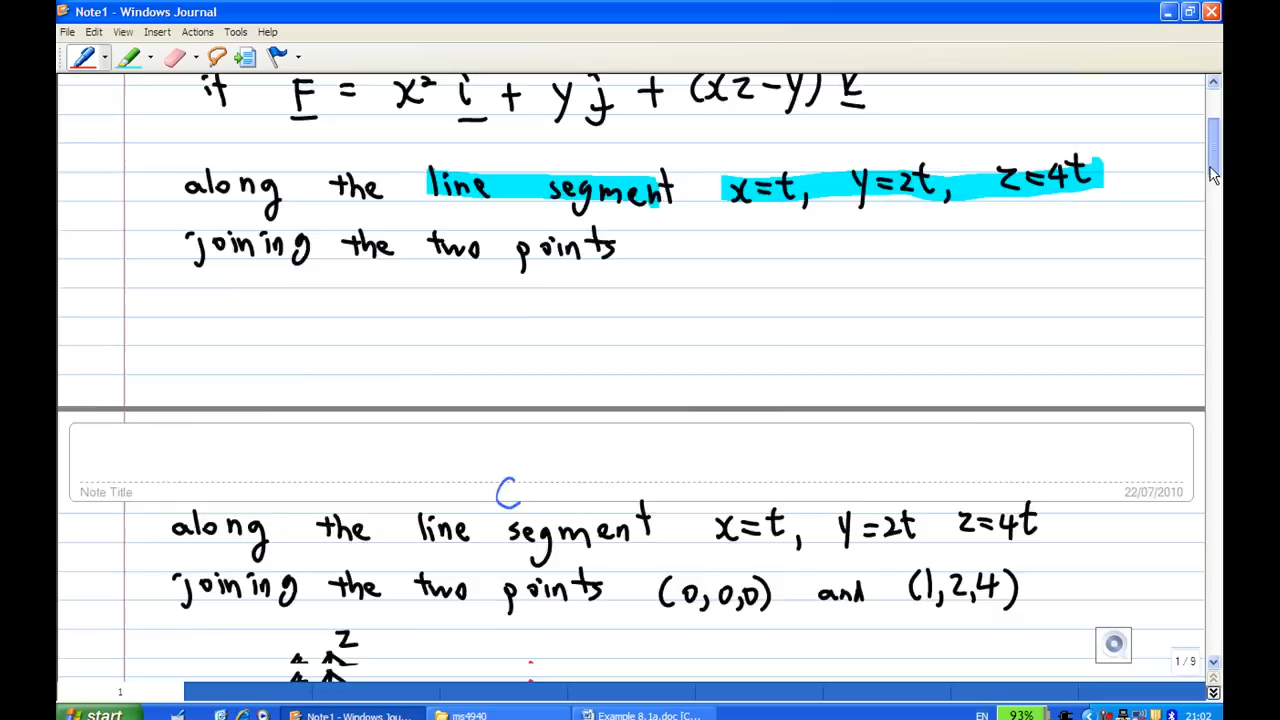 Note1 - Windows Journal
File Edit View Insert Actions Tools Help
if F = x² i + y j + (xz-y) k
along the line segment x=t, y=2t, z=4t
joining the two points
Note Title
22/07/2010
C
along the line segment x=t, y=2t z=4t
joining the two points (0,0,0) and (1,2,4)
z
1 / 9
1
start Note1 - Windows Jou... ms4940 Example 8.1a.doc [C... EN 93% 21:02